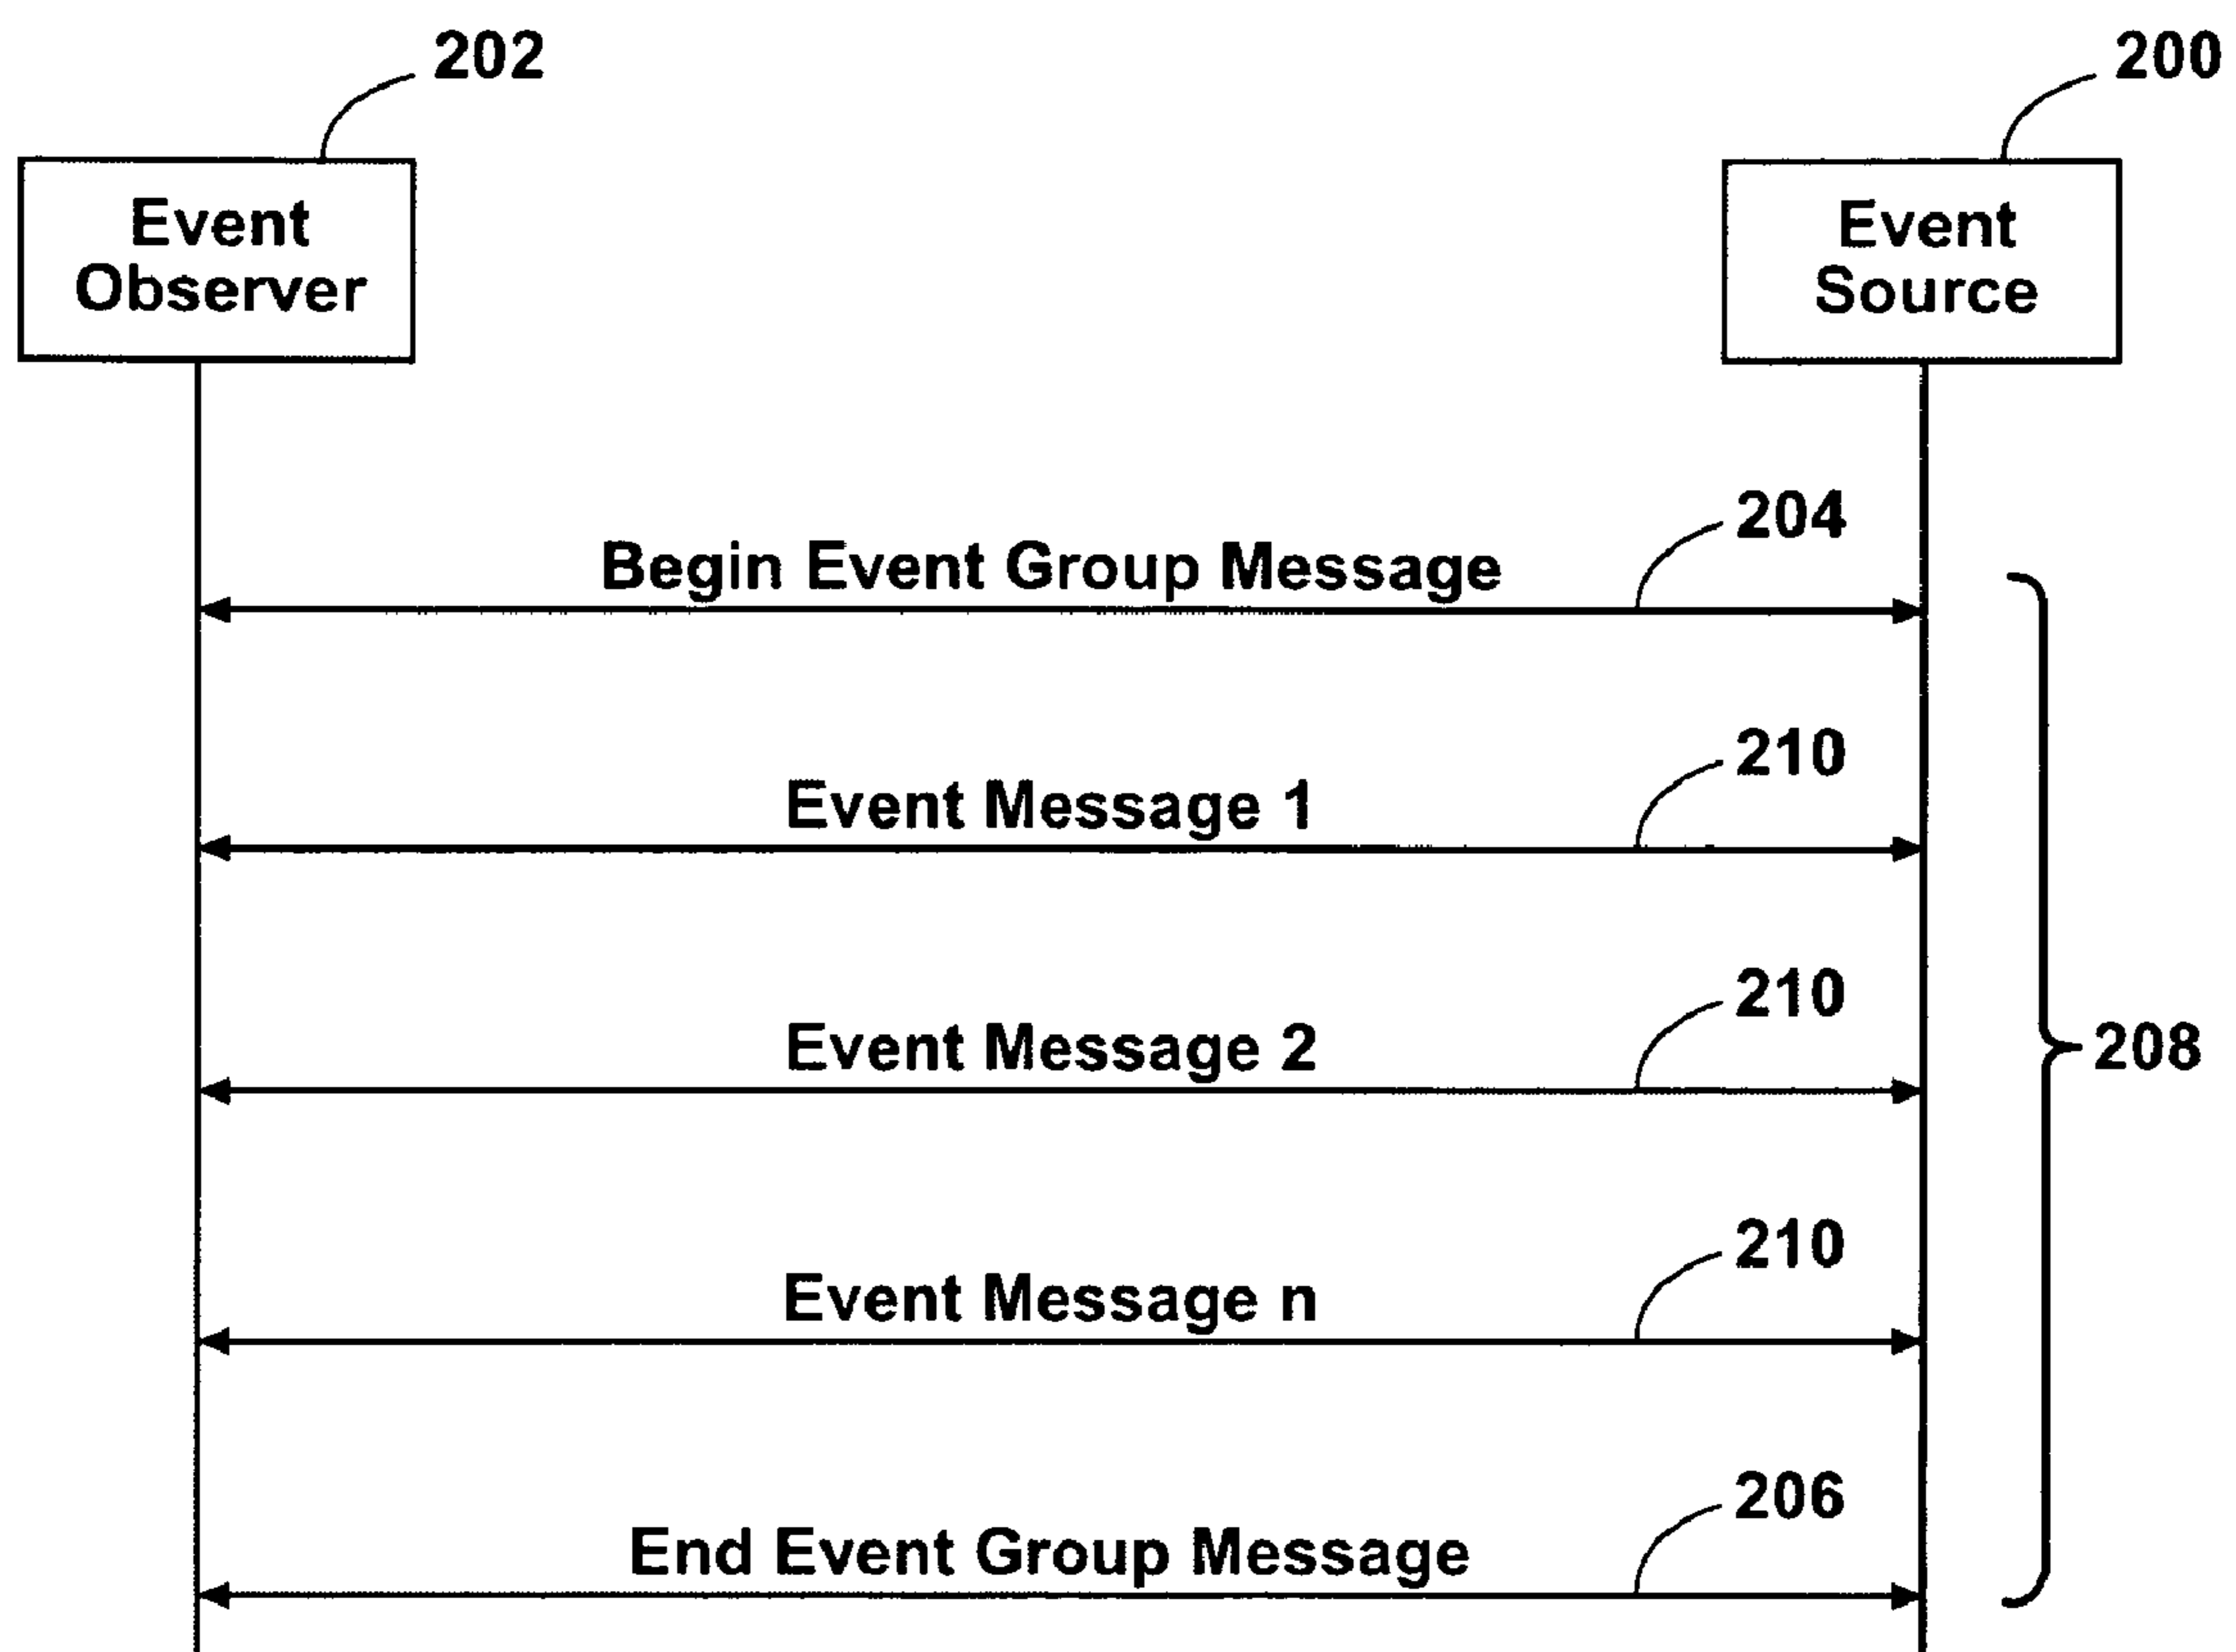 202
200
Event
Observer
Event
Source
204
Begin Event Group Message
210
Event Message 1
210
Event Message 2
208
210
Event Message n
206
End Event Group Message